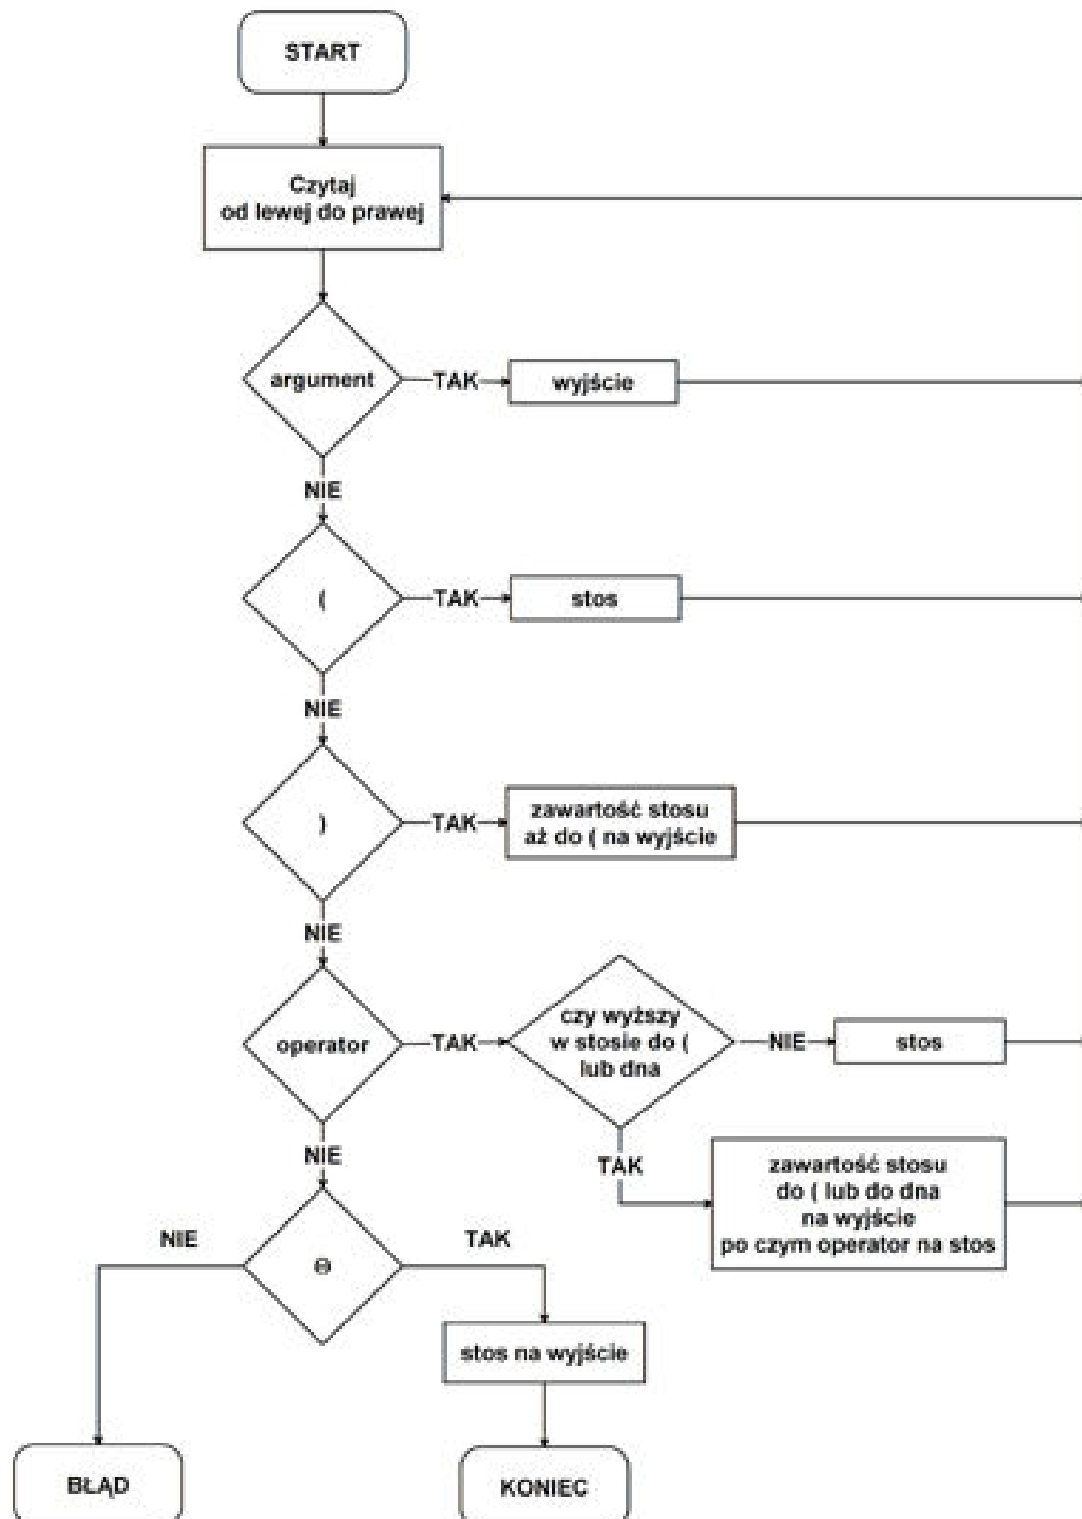 START
Czytaj
od lewej do prawej
argument
TAK
wyjście
NIE
(
TAK
stos
NIE
)
TAK
zawartość stosu
aż do ( na wyjście
NIE
operator
TAK
czy wyższy
w stosie do (
lub dna
NIE
stos
NIE
TAK
zawartość stosu
do ( lub do dna
na wyjście
po czym operator na stos
NIE
Θ
TAK
stos na wyjście
BŁĄD
KONIEC